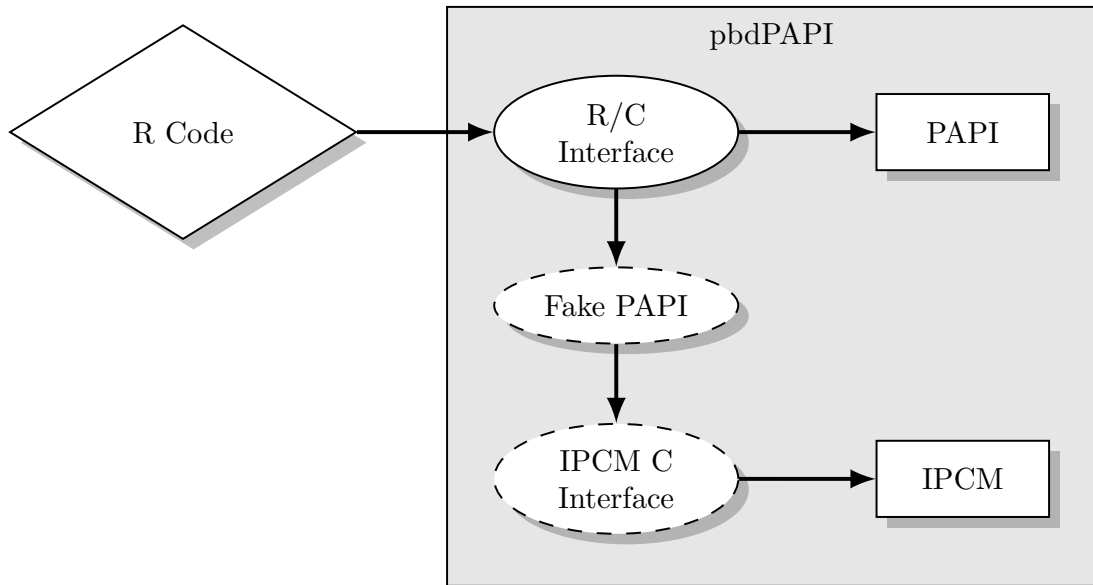 pbdPAPI
R Code
R/C
Interface
PAPI
Fake PAPI
IPCM C
Interface
IPCM